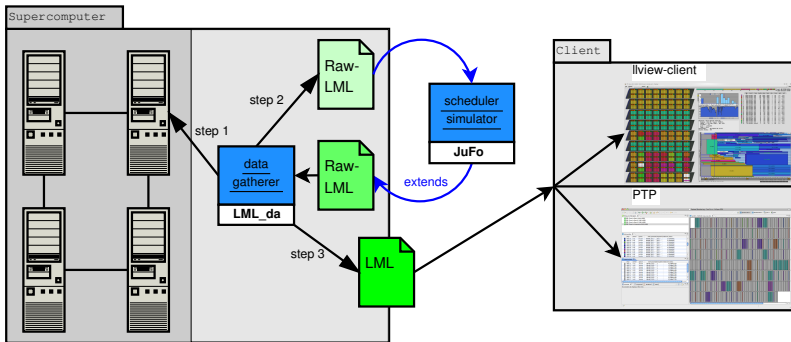 Supercomputer
Raw-
LML
step 2
scheduler
simulator
JuFo
Client
llview-client
step 1
data
gatherer
LML_da
Raw-
LML
extends
PTP
step 3
LML